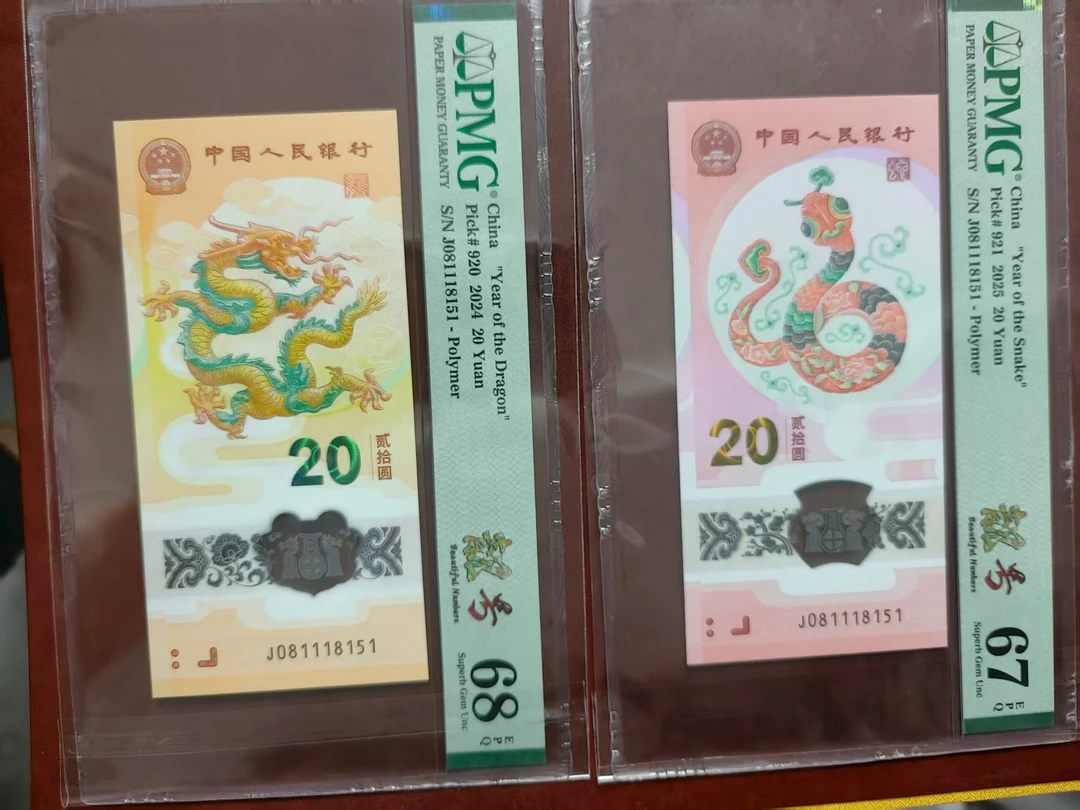 中国人民银行
20
贰拾圆
J081118151
PMG®
PAPER MONEY GUARANTY
China "Year of the Dragon"
Pick# 920 2024 20 Yuan
S/N J081118151 - Polymer
Beautiful Numbers
68 EPQ
Superb Gem Unc
中国人民银行
20
贰拾圆
J081118151
PMG®
PAPER MONEY GUARANTY
China "Year of the Snake"
Pick# 921 2025 20 Yuan
S/N J081118151 - Polymer
Beautiful Numbers
67 EPQ
Superb Gem Unc